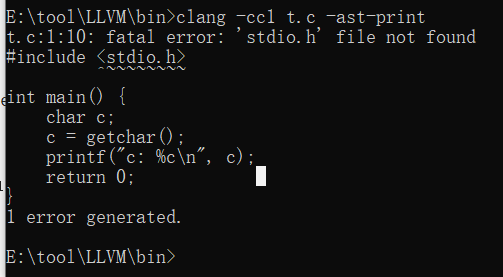 E:\tool\LLVM\bin>clang -cc1 t.c -ast-print
t.c:1:10: fatal error: 'stdio.h' file not found
#include <stdio.h>
         ~~~~~~~~~
int main() {
    char c;
    c = getchar();
    printf("c: %c\n", c);
    return 0;
}
1 error generated.
E:\tool\LLVM\bin>